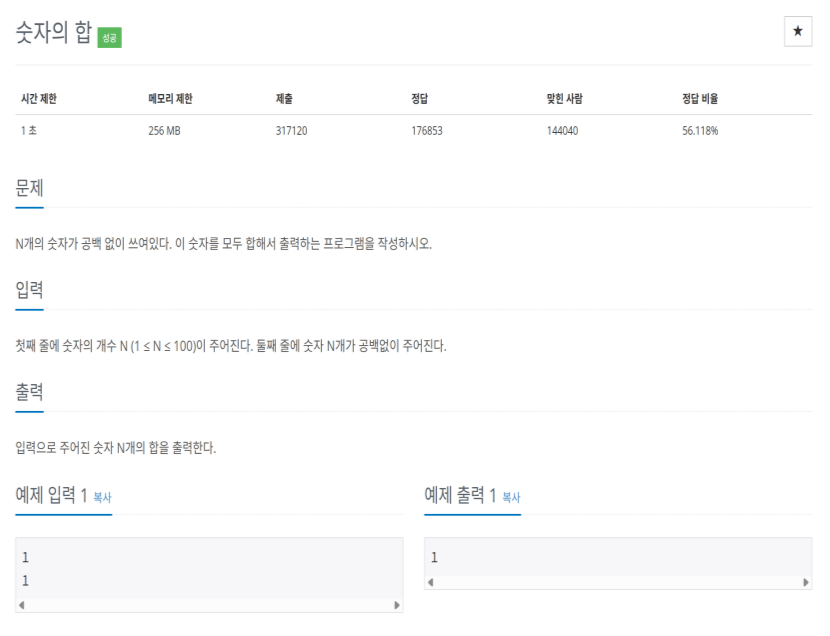 숫자의 합 성공
★
시간 제한 메모리 제한 제출 정답 맞힌 사람 정답 비율
1 초 256 MB 317120 176853 144040 56.118%
문제
N개의 숫자가 공백 없이 쓰여있다. 이 숫자를 모두 합해서 출력하는 프로그램을 작성하시오.
입력
첫째 줄에 숫자의 개수 N (1 ≤ N ≤ 100)이 주어진다. 둘째 줄에 숫자 N개가 공백없이 주어진다.
출력
입력으로 주어진 숫자 N개의 합을 출력한다.
예제 입력 1 복사
1
1
예제 출력 1 복사
1